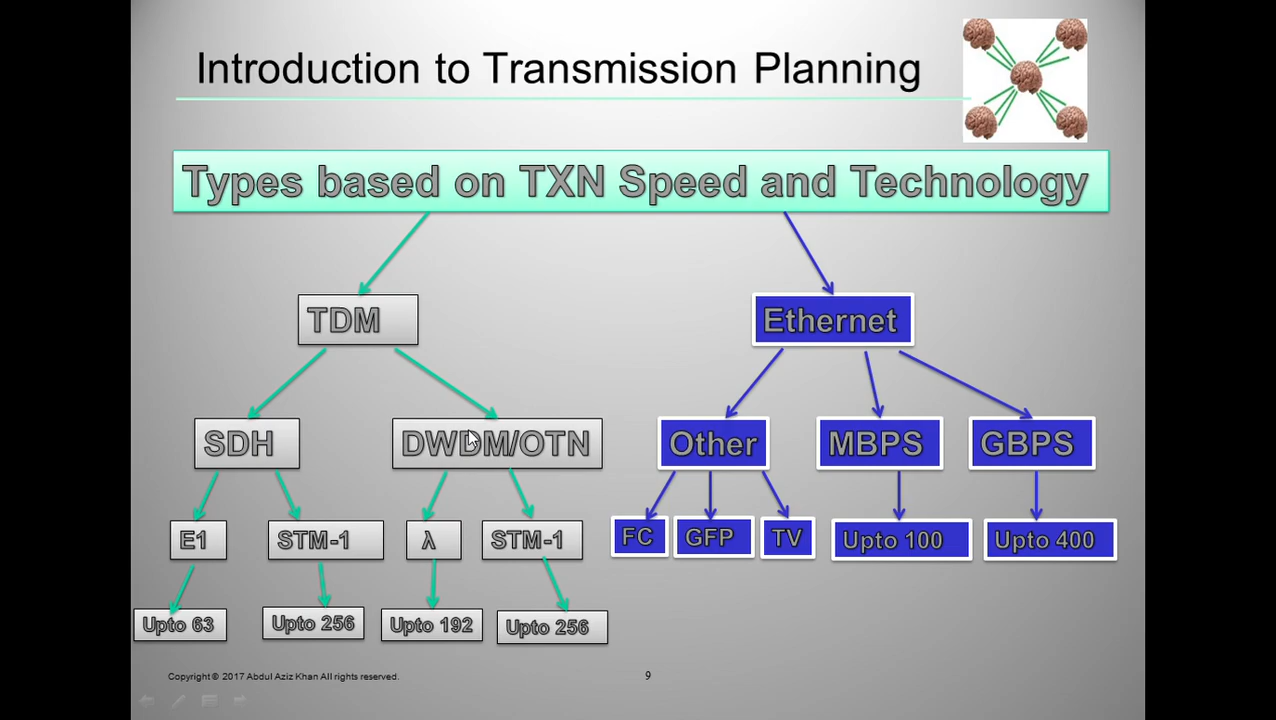 Introduction to Transmission Planning
Types based on TXN Speed and Technology
TDM
Ethernet
SDH
DWDM/OTN
Other
MBPS
GBPS
E1
STM-1
λ
STM-1
FC
GFP
TV
Upto 100
Upto 400
Upto 63
Upto 256
Upto 192
Upto 256
Copyright © 2017 Abdul Aziz Khan All rights reserved.
9